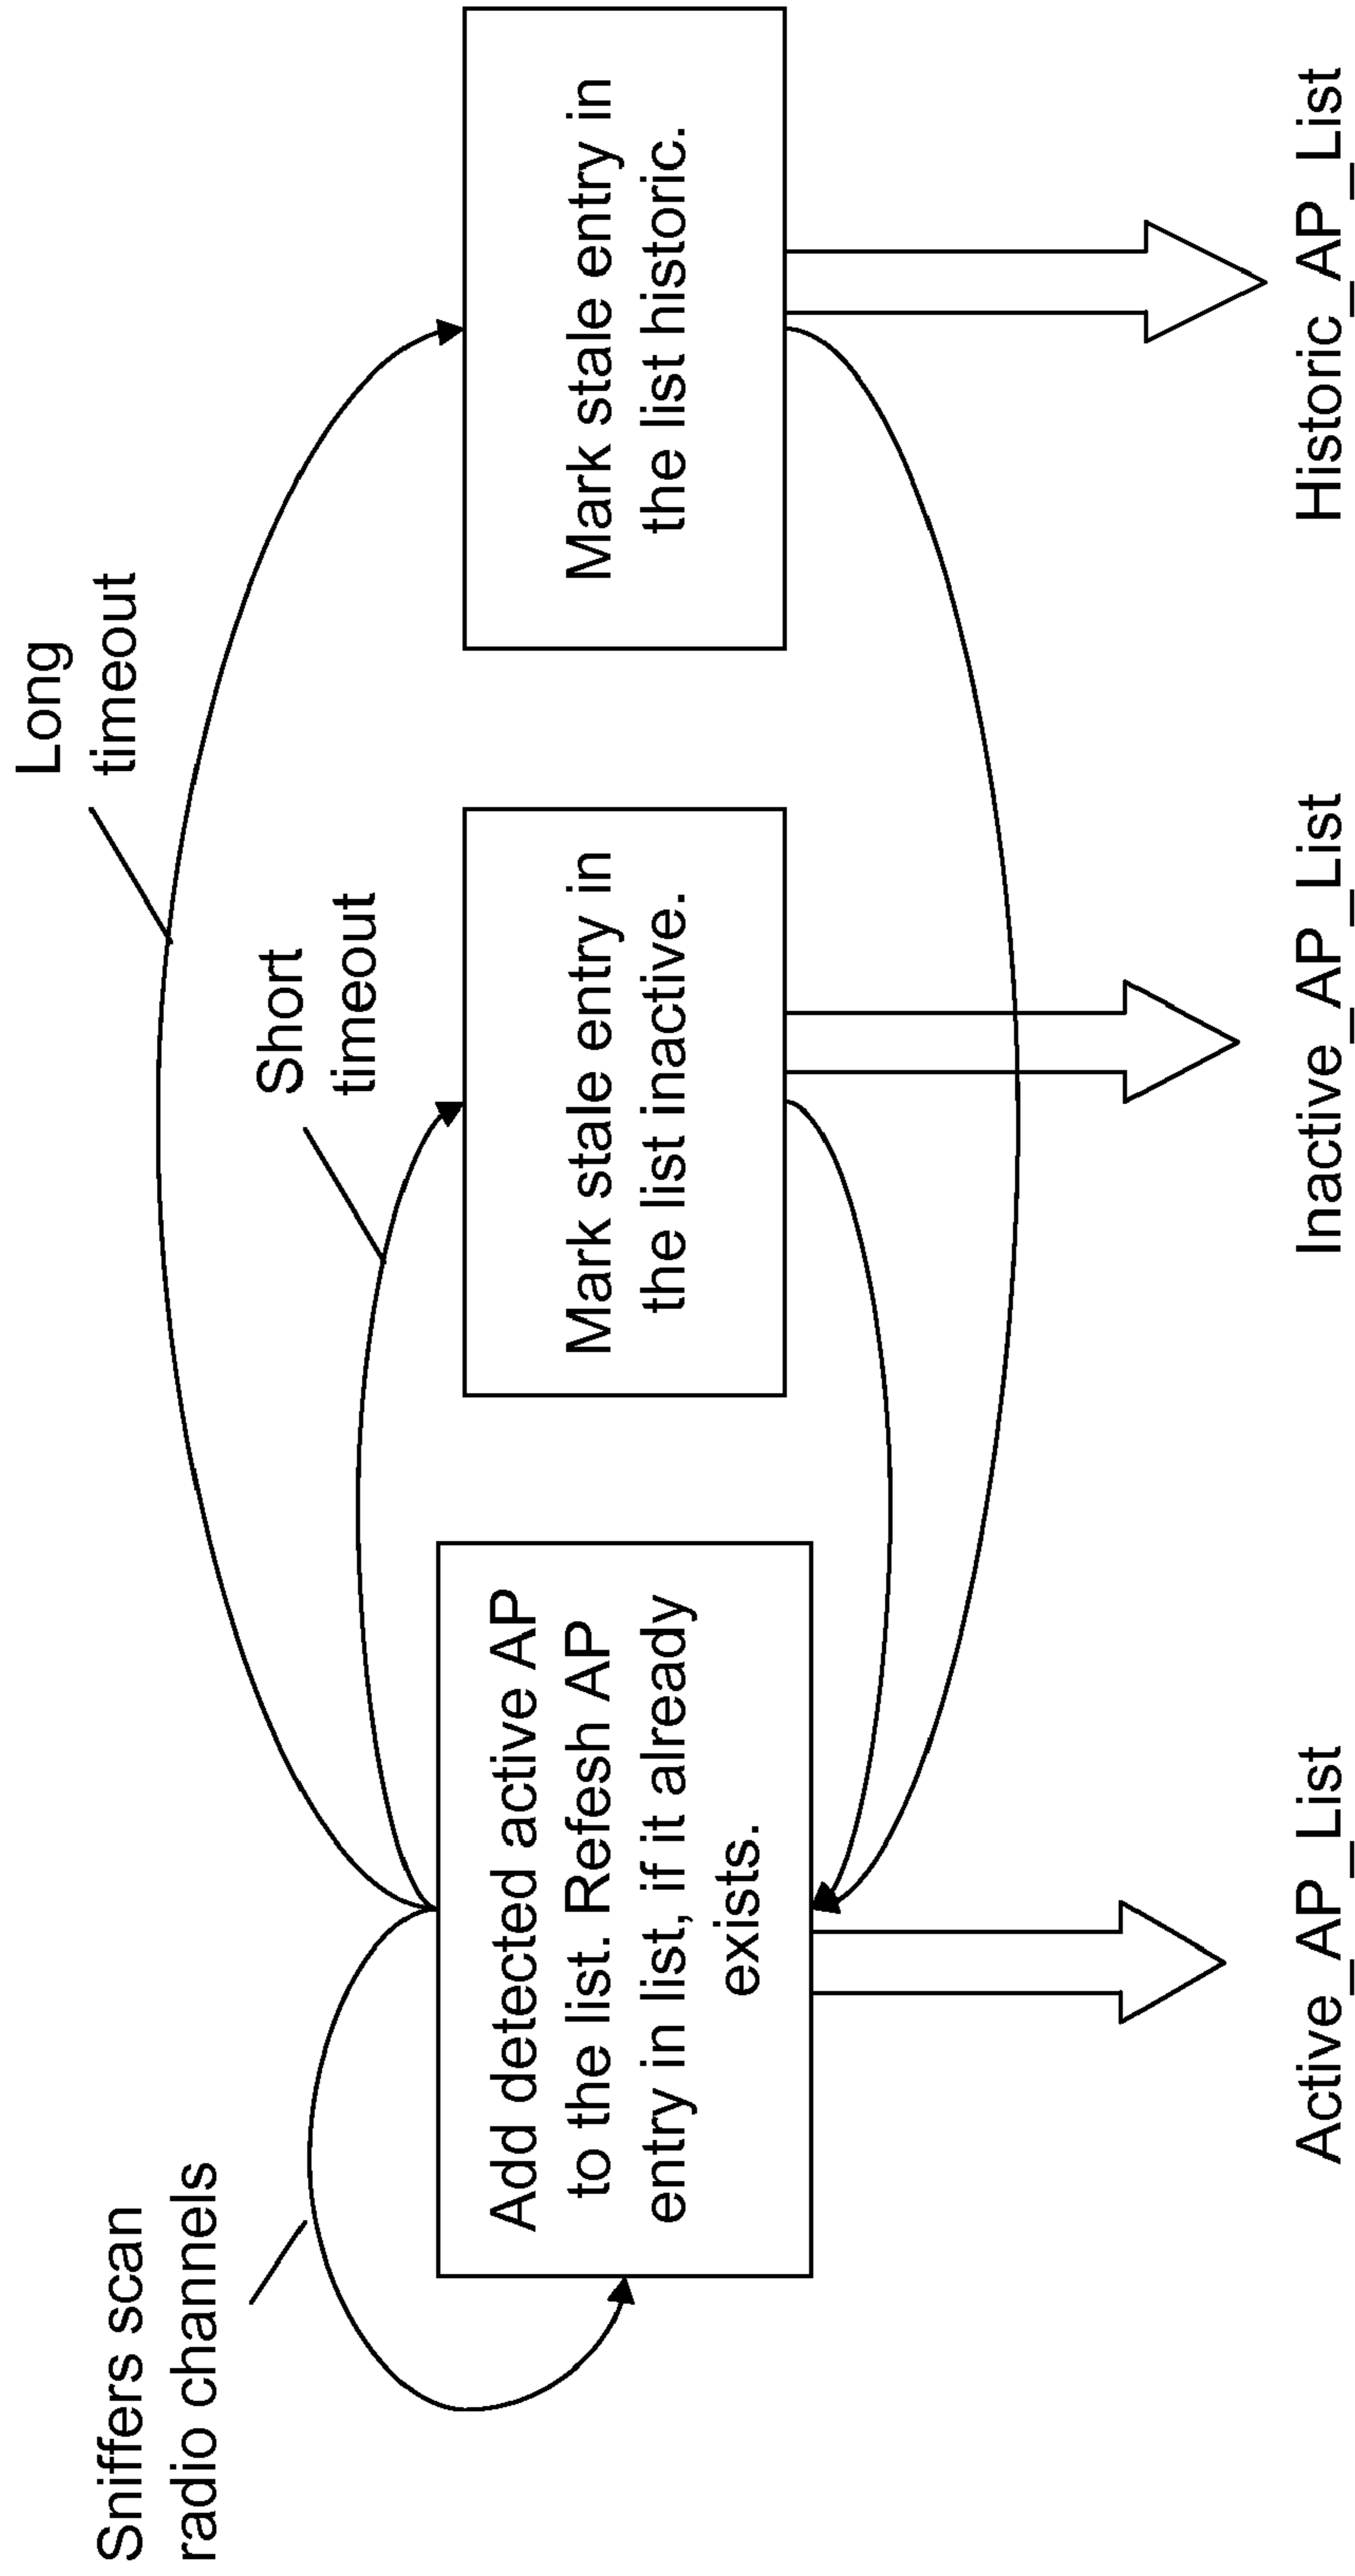 Sniffers scan
radio channels
Long
timeout
Short
timeout
Add detected active AP
to the list. Refesh AP
entry in list, if it already
exists.
Mark stale entry in
the list inactive.
Mark stale entry in
the list historic.
Active_AP_List
Inactive_AP_List
Historic_AP_List